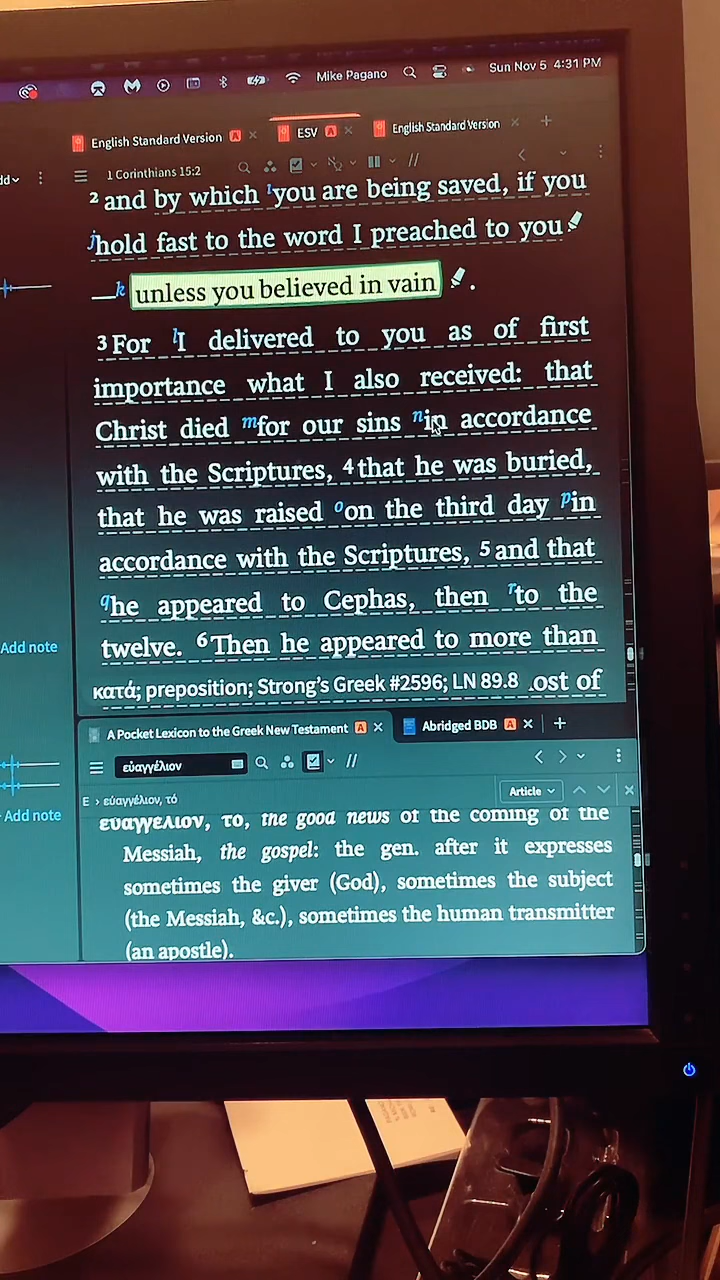 Mike Pagano Sun Nov 5 4:31 PM
English Standard Version A × ESV A × English Standard Version × +
1 Corinthians 15:2 //
2 and by which l you are being saved, if you
j hold fast to the word I preached to you
— k unless you believed in vain .
3 For l I delivered to you as of first
importance what I also received: that
Christ died m for our sins n in accordance
with the Scriptures, 4 that he was buried,
that he was raised o on the third day p in
accordance with the Scriptures, 5 and that
q he appeared to Cephas, then r to the
twelve. 6 Then he appeared to more than
κατά; preposition; Strong's Greek #2596; LN 89.8 .ost of
Add note
A Pocket Lexicon to the Greek New Testament A × Abridged BDB A × +
εὐαγγέλιον //
E › εὐαγγέλιον, τό Article ×
Add note
εὐαγγέλιον, το, the good news of the coming of the
Messiah, the gospel: the gen. after it expresses
sometimes the giver (God), sometimes the subject
(the Messiah, &c.), sometimes the human transmitter
(an apostle).